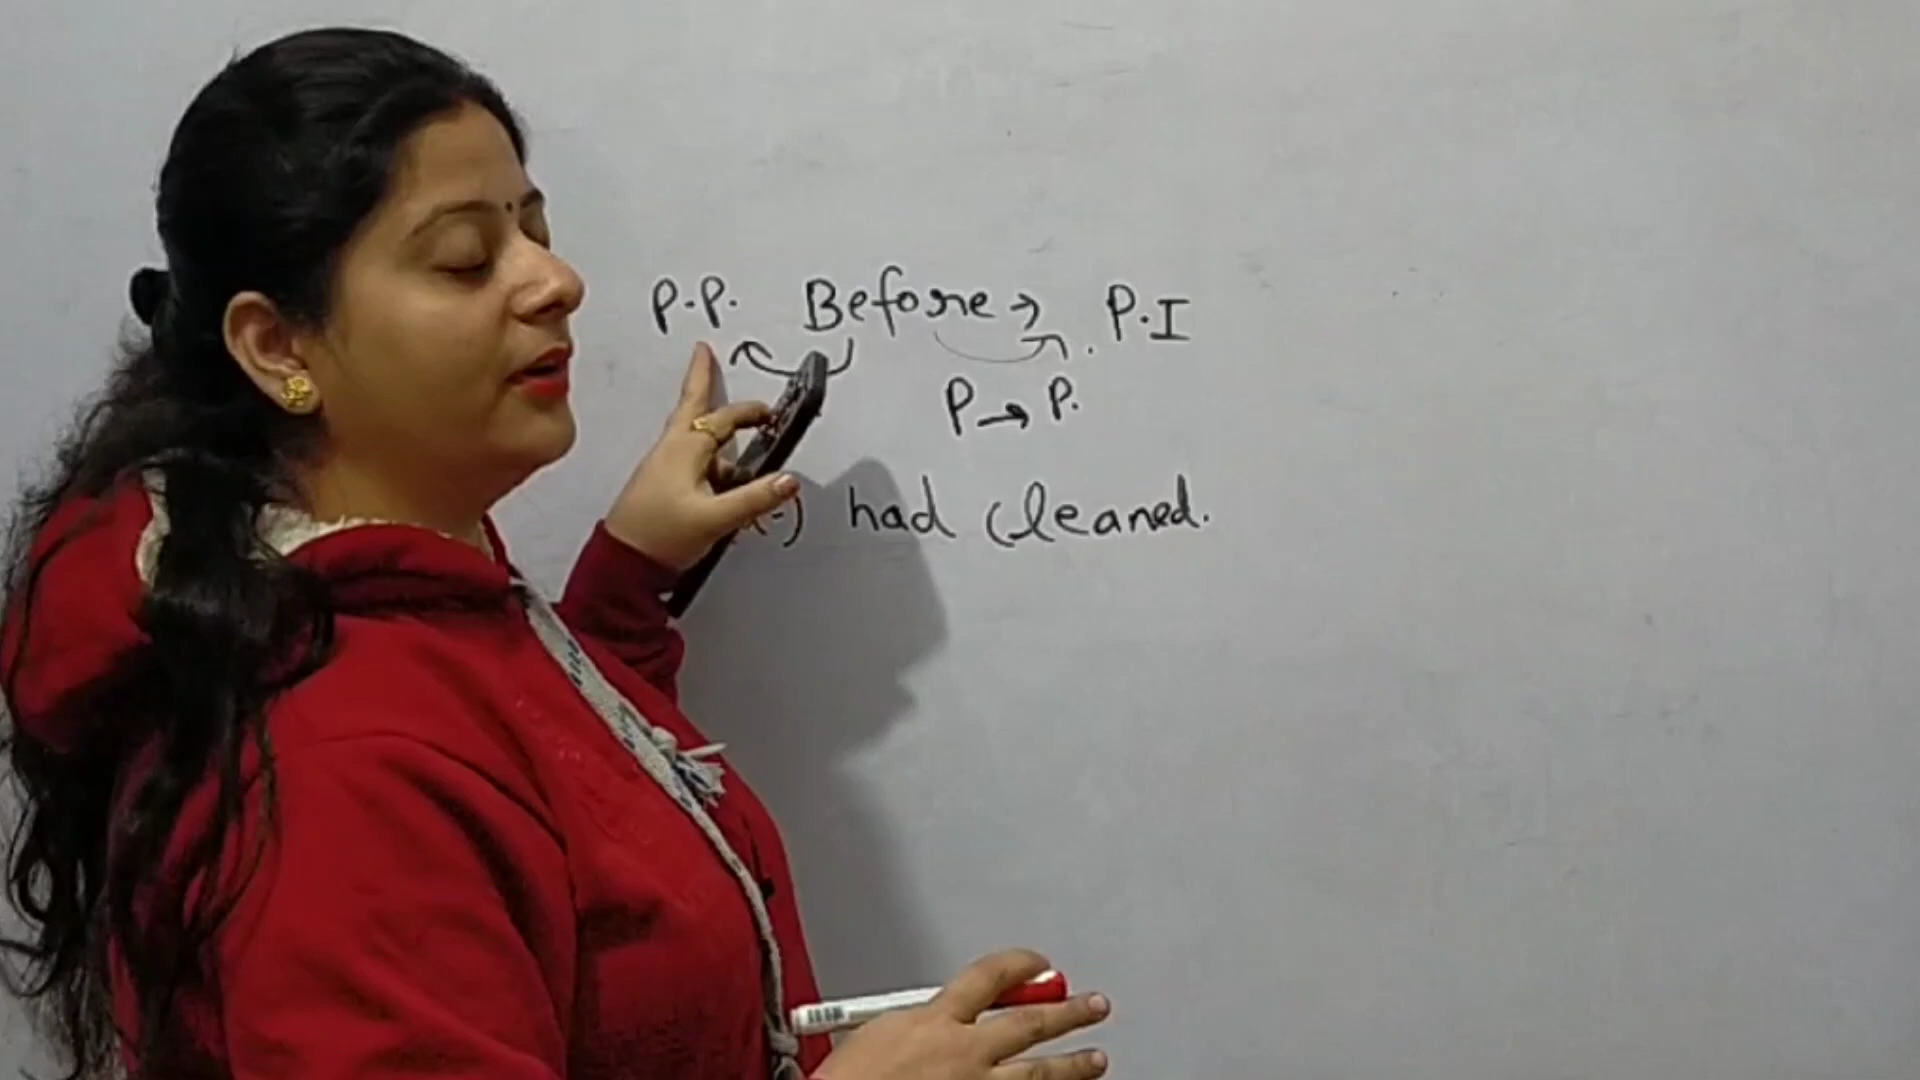 P.P. Before → P.I
P → P.
had cleaned.